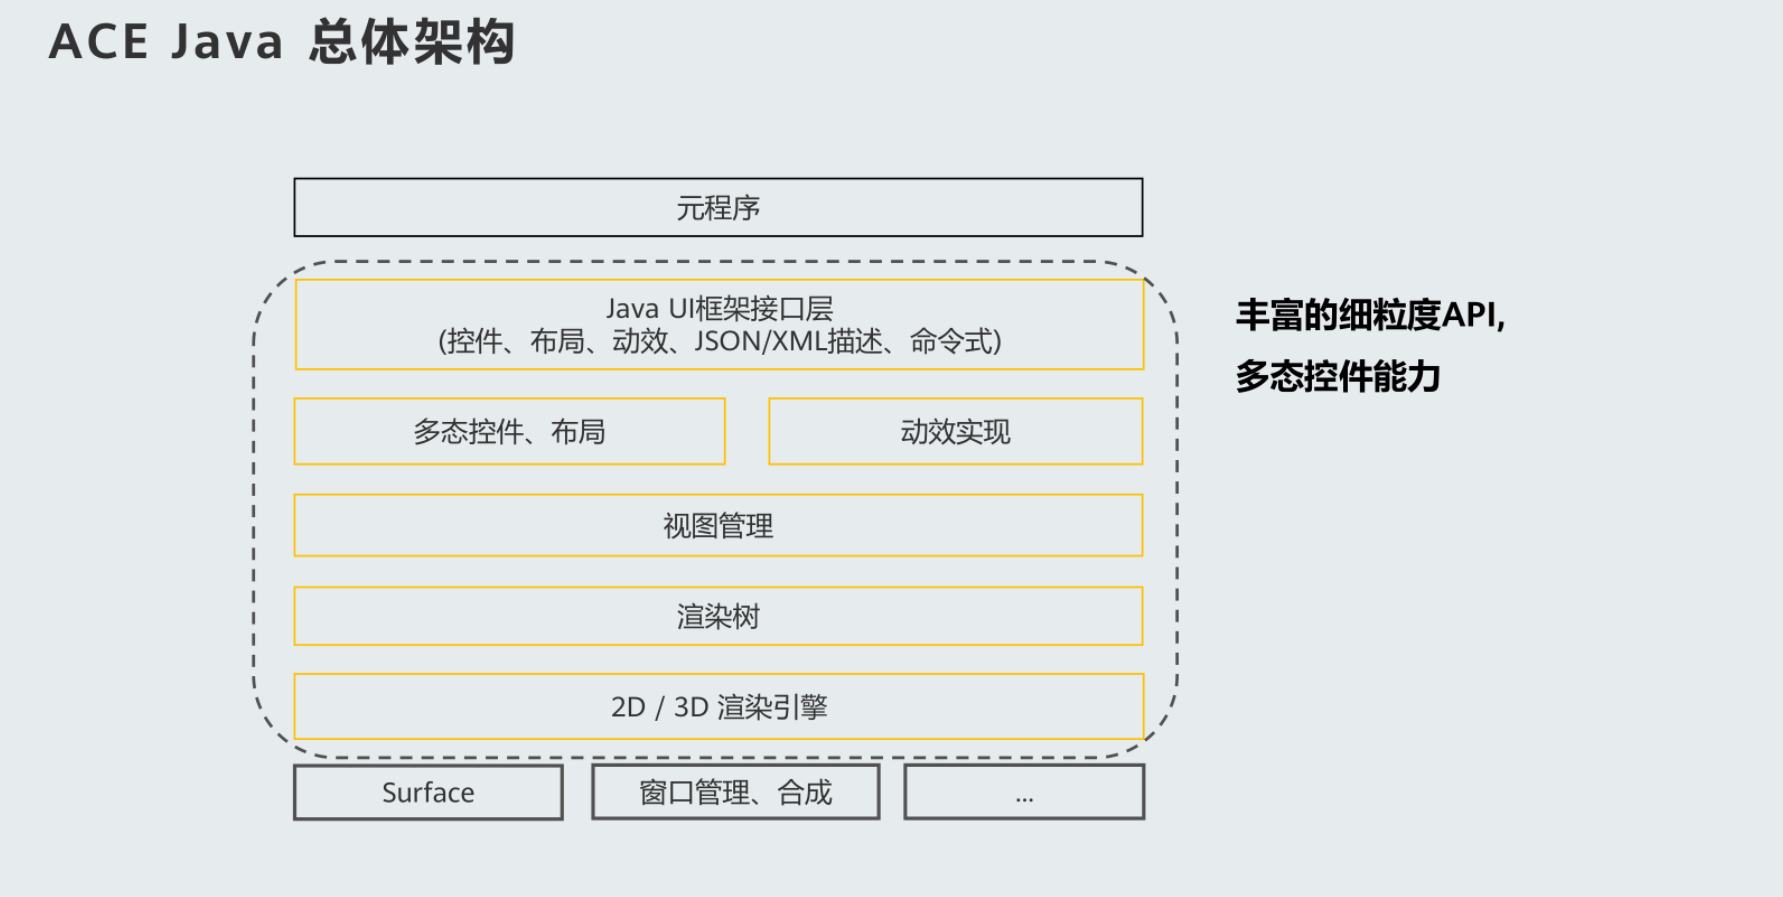 ACE Java 总体架构
元程序
Java UI框架接口层
(控件、布局、动效、JSON/XML描述、命令式)
丰富的细粒度API,
多态控件能力
多态控件、布局
动效实现
视图管理
渲染树
2D / 3D 渲染引擎
Surface
窗口管理、合成
...